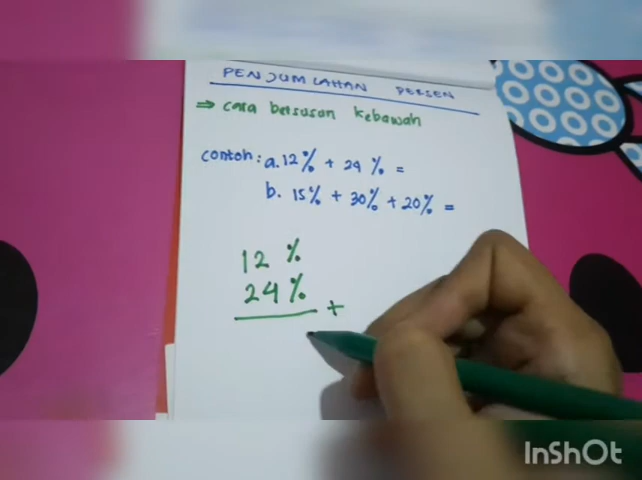 PENJUMLAHAN PERSEN
⇒ cara bersusun kebawah
contoh: a. 12% + 24% =
b. 15% + 30% + 20% =
12 %
24 %
+
InShOt